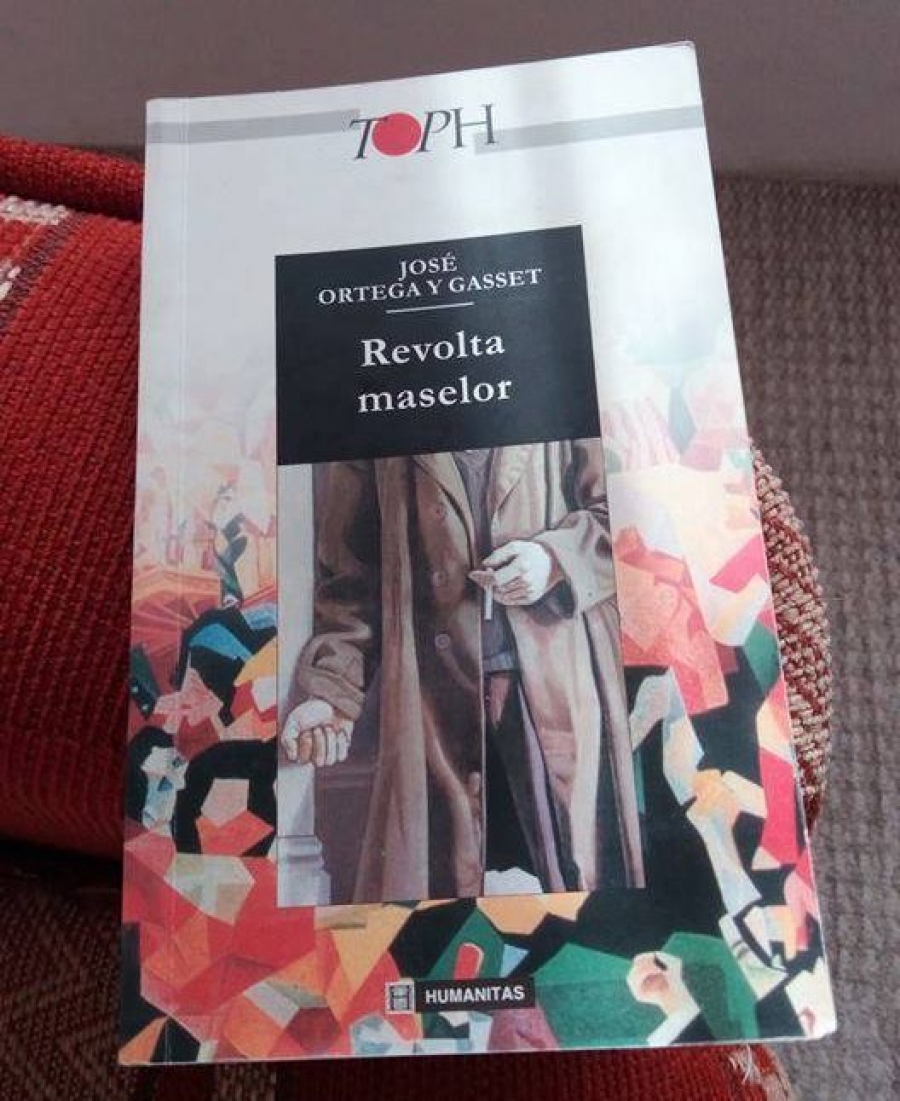 TOPH
JOSÉ
ORTEGA Y GASSET
Revolta
maselor
H HUMANITAS